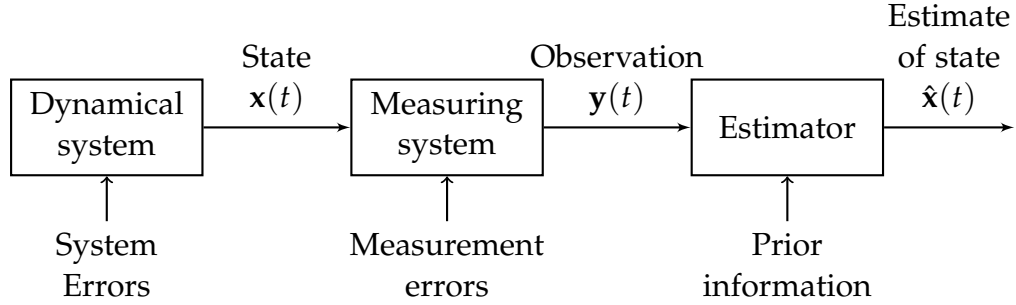 Estimate
State
Observation
of state
Dynamical
system
x(t)
Measuring
system
y(t)
Estimator
x̂(t)
System
Errors
Measurement
errors
Prior
information